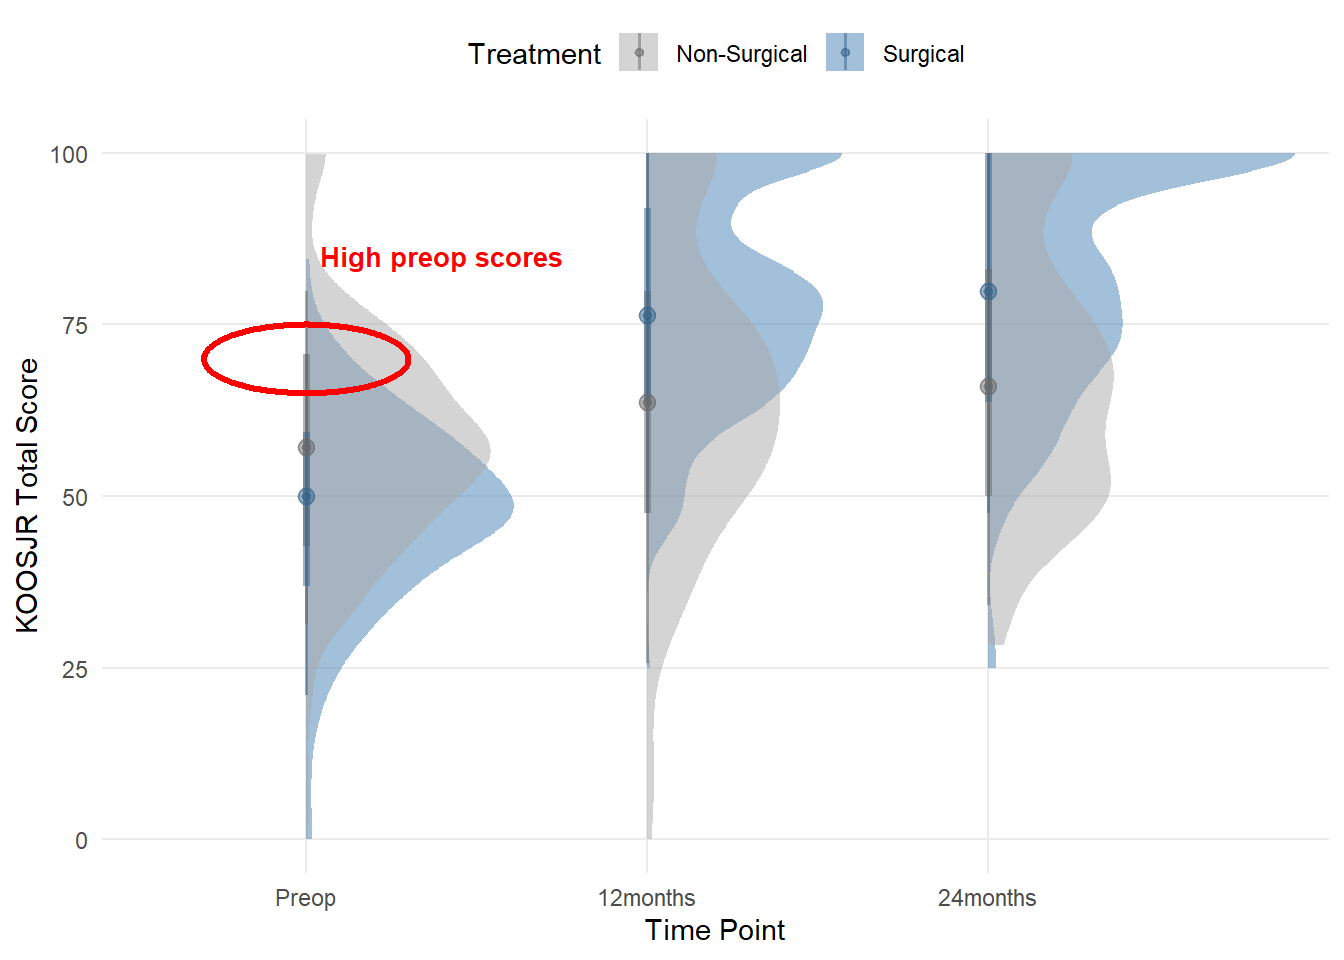 Treatment Non-Surgical Surgical
100
High preop scores
75
50
25
0
KOOSJR Total Score
Preop 12months 24months
Time Point